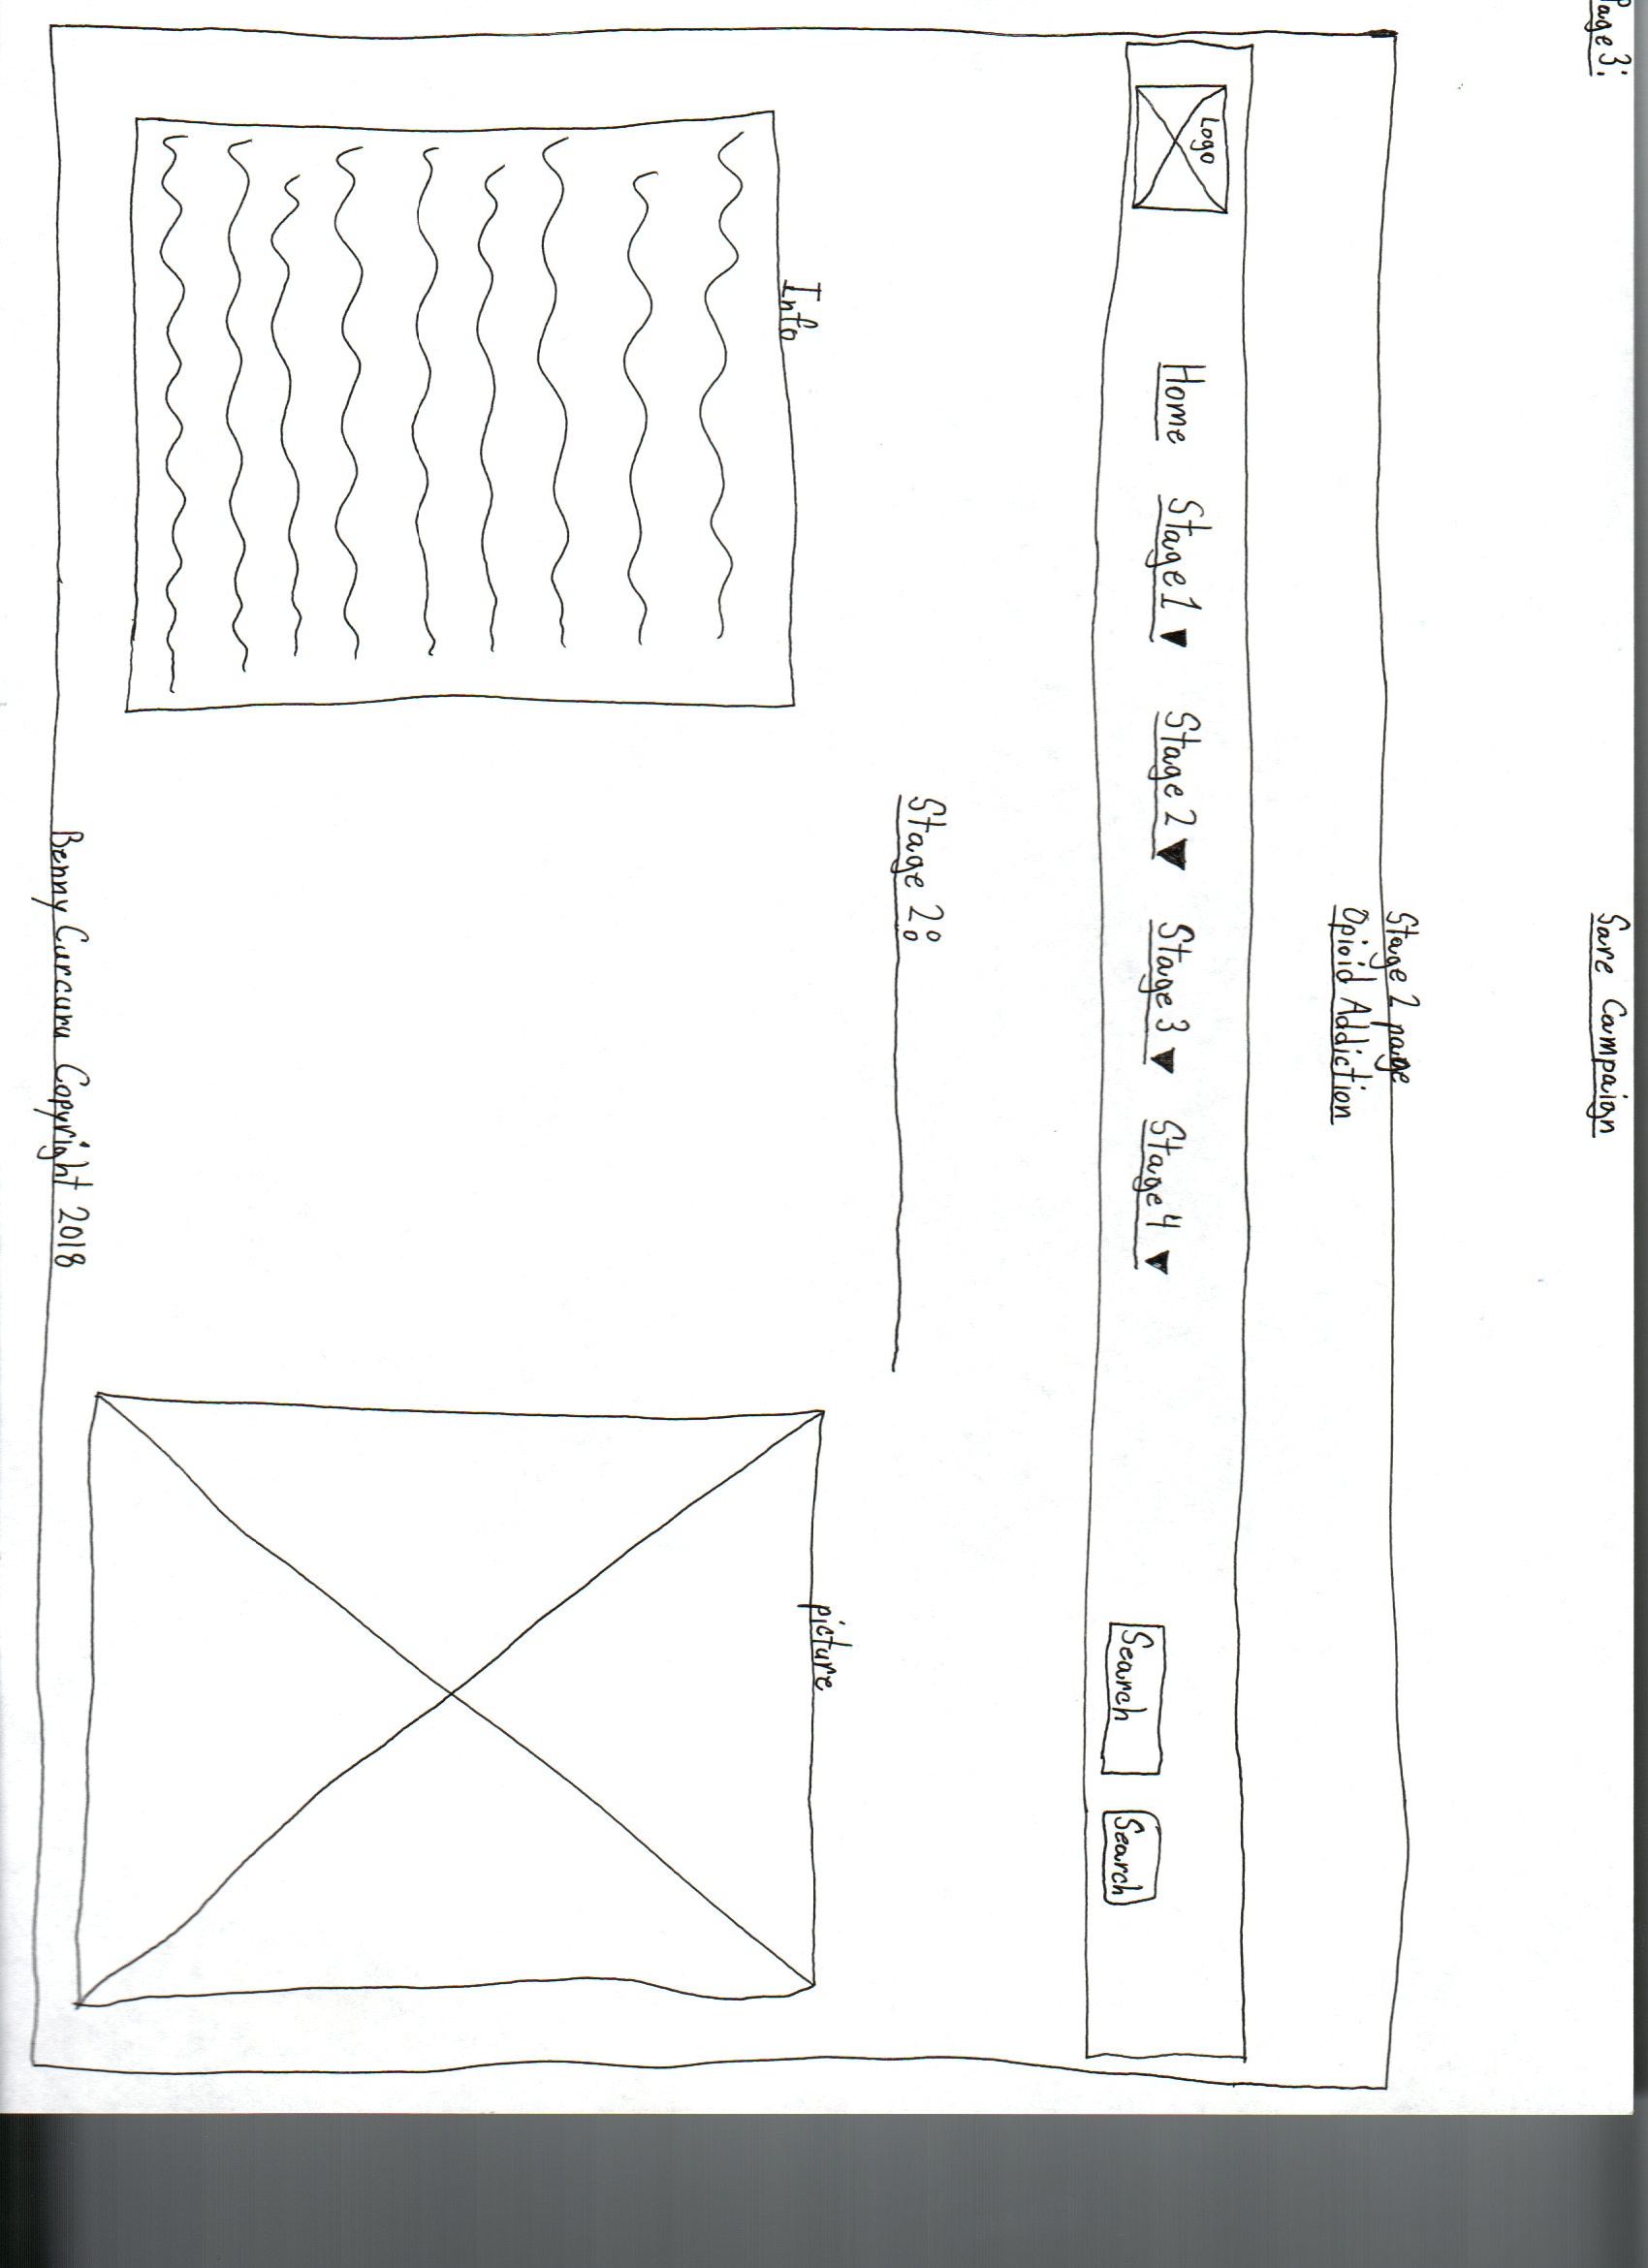 Page 3:
Save Campaign
Stage 2 page
Opioid Addiction
Logo
Home Stage 1 Stage 2 Stage 3 Stage 4 Search Search
Stage 2:
Info
picture
Benny Curcuru Copyright 2018